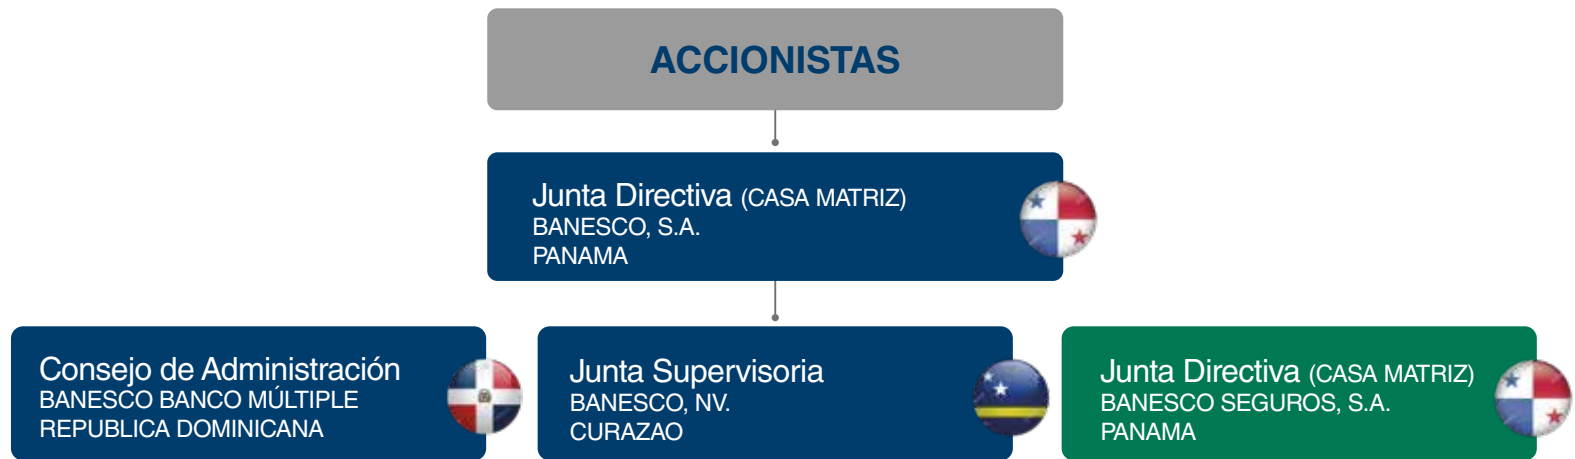 ACCIONISTAS
Junta Directiva (CASA MATRIZ)
BANESCO, S.A.
PANAMA
Consejo de Administración
BANESCO BANCO MÚLTIPLE
REPUBLICA DOMINICANA
Junta Supervisoria
BANESCO, NV.
CURAZAO
Junta Directiva (CASA MATRIZ)
BANESCO SEGUROS, S.A.
PANAMA